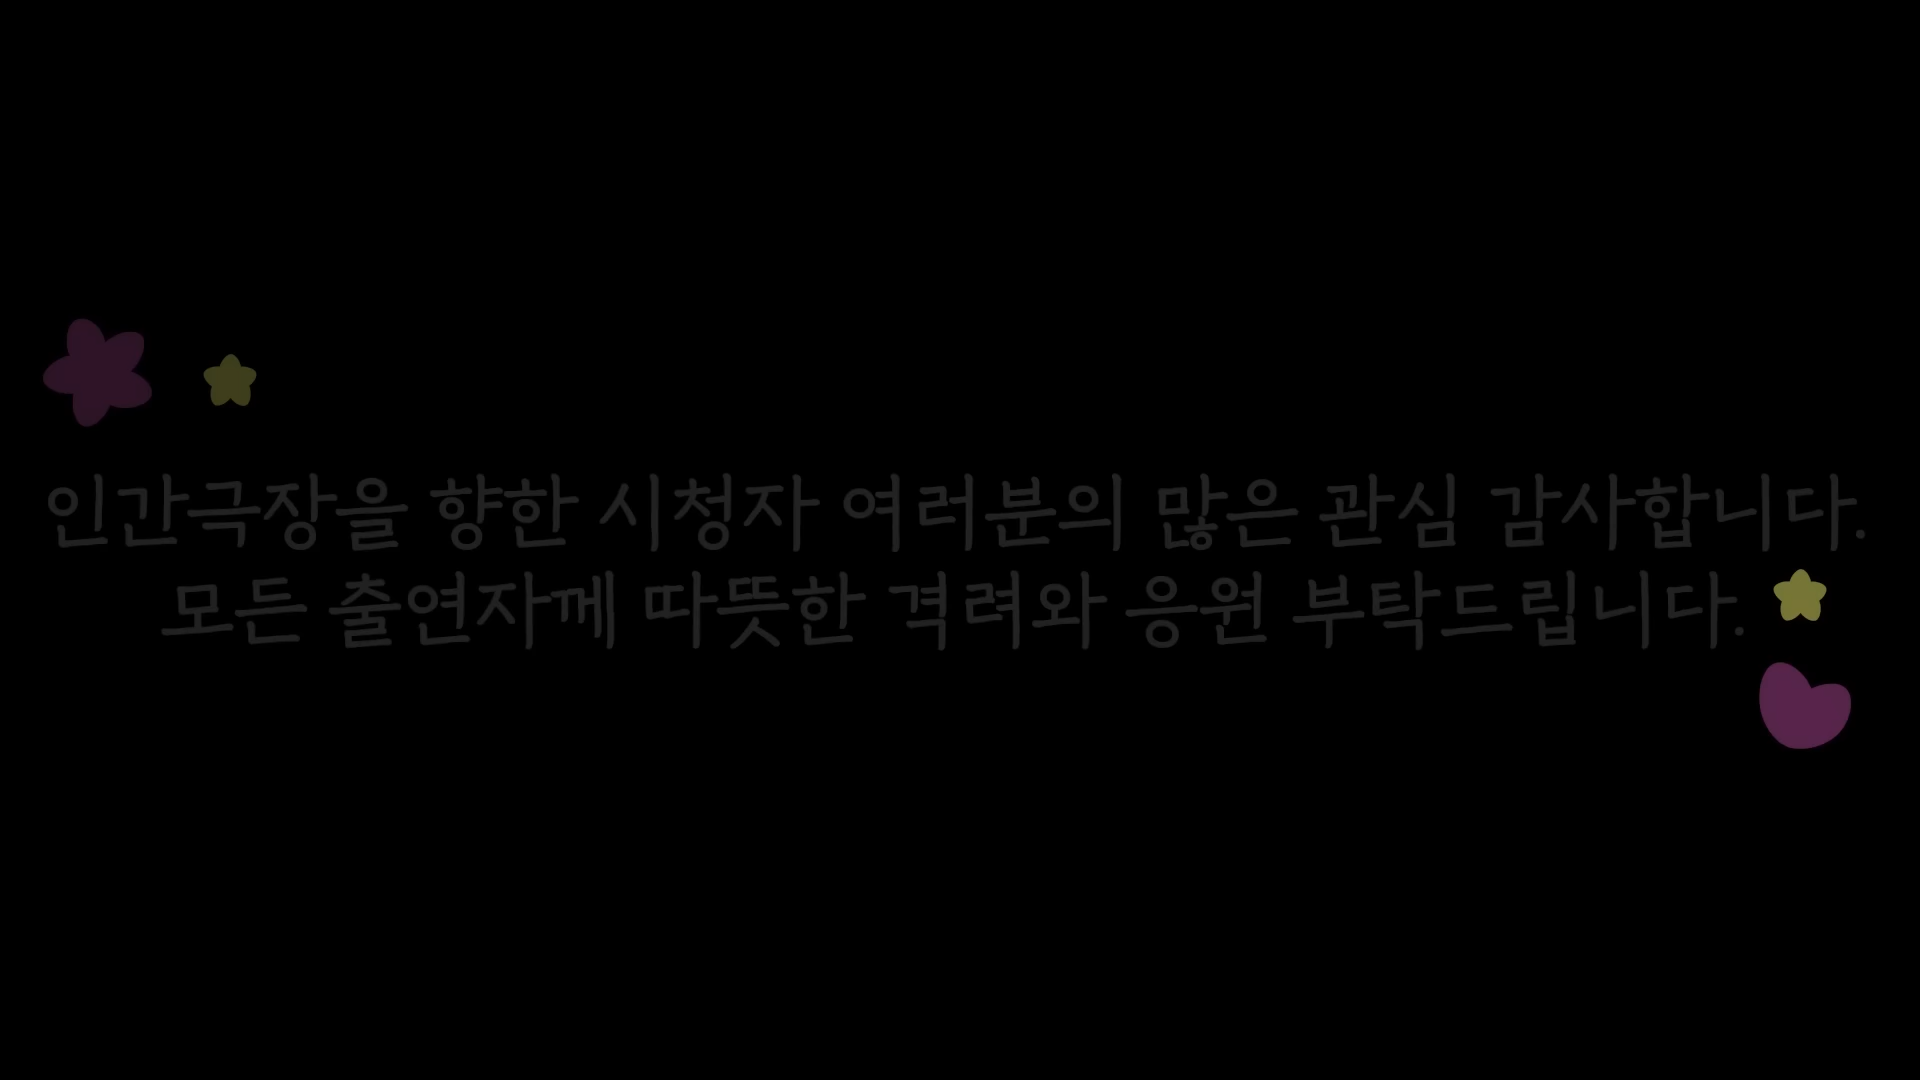 인간극장을 향한 시청자 여러분의 많은 관심 감사합니다.
모든 출연자께 따뜻한 격려와 응원 부탁드립니다.